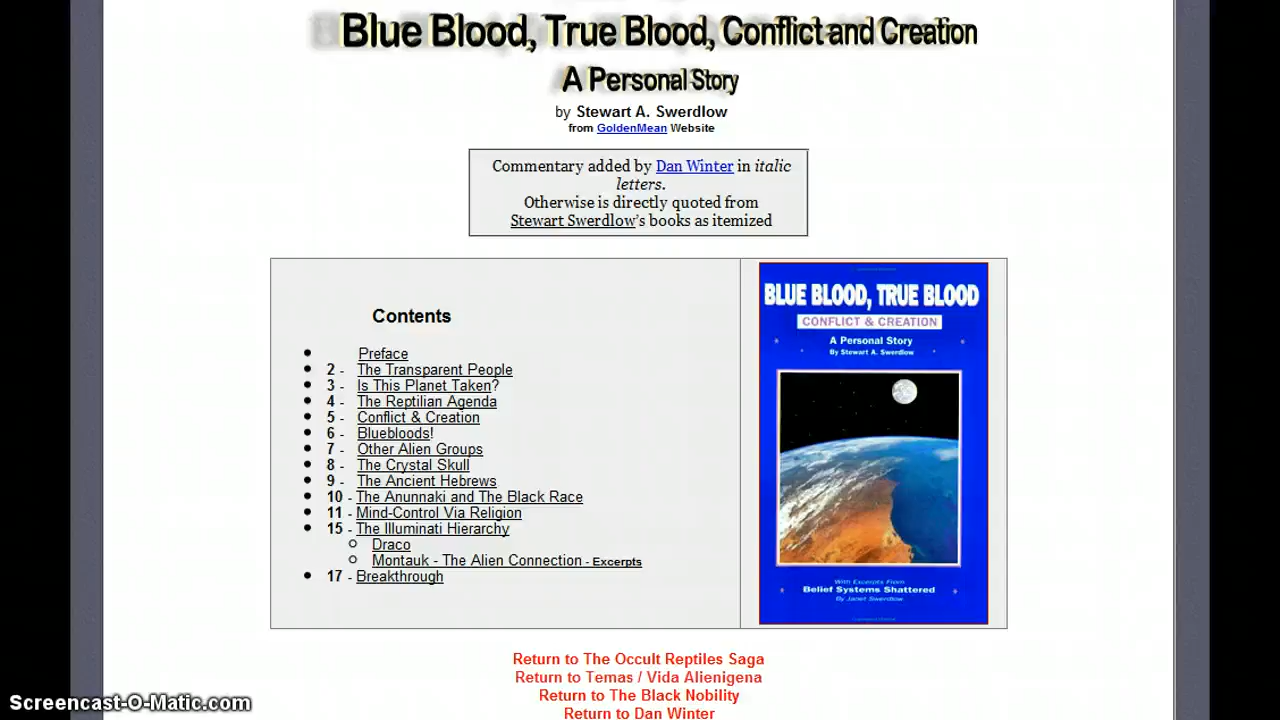 Blue Blood, True Blood, Conflict and Creation
A Personal Story
by Stewart A. Swerdlow
from GoldenMean Website
Commentary added by Dan Winter in italic
letters.
Otherwise is directly quoted from
Stewart Swerdlow's books as itemized
Contents
Preface
2 - The Transparent People
3 - Is This Planet Taken?
4 - The Reptilian Agenda
5 - Conflict & Creation
6 - Bluebloods!
7 - Other Alien Groups
8 - The Crystal Skull
9 - The Ancient Hebrews
10 - The Anunnaki and The Black Race
11 - Mind-Control Via Religion
15 - The Illuminati Hierarchy
Draco
Montauk - The Alien Connection - Excerpts
17 - Breakthrough
BLUE BLOOD, TRUE BLOOD
CONFLICT & CREATION
A Personal Story
By Stewart A. Swerdlow
With Excerpts From
Belief Systems Shattered
By Janet Swerdlow
Return to The Occult Reptiles Saga
Return to Temas / Vida Alienigena
Return to The Black Nobility
Return to Dan Winter
Screencast-O-Matic.com